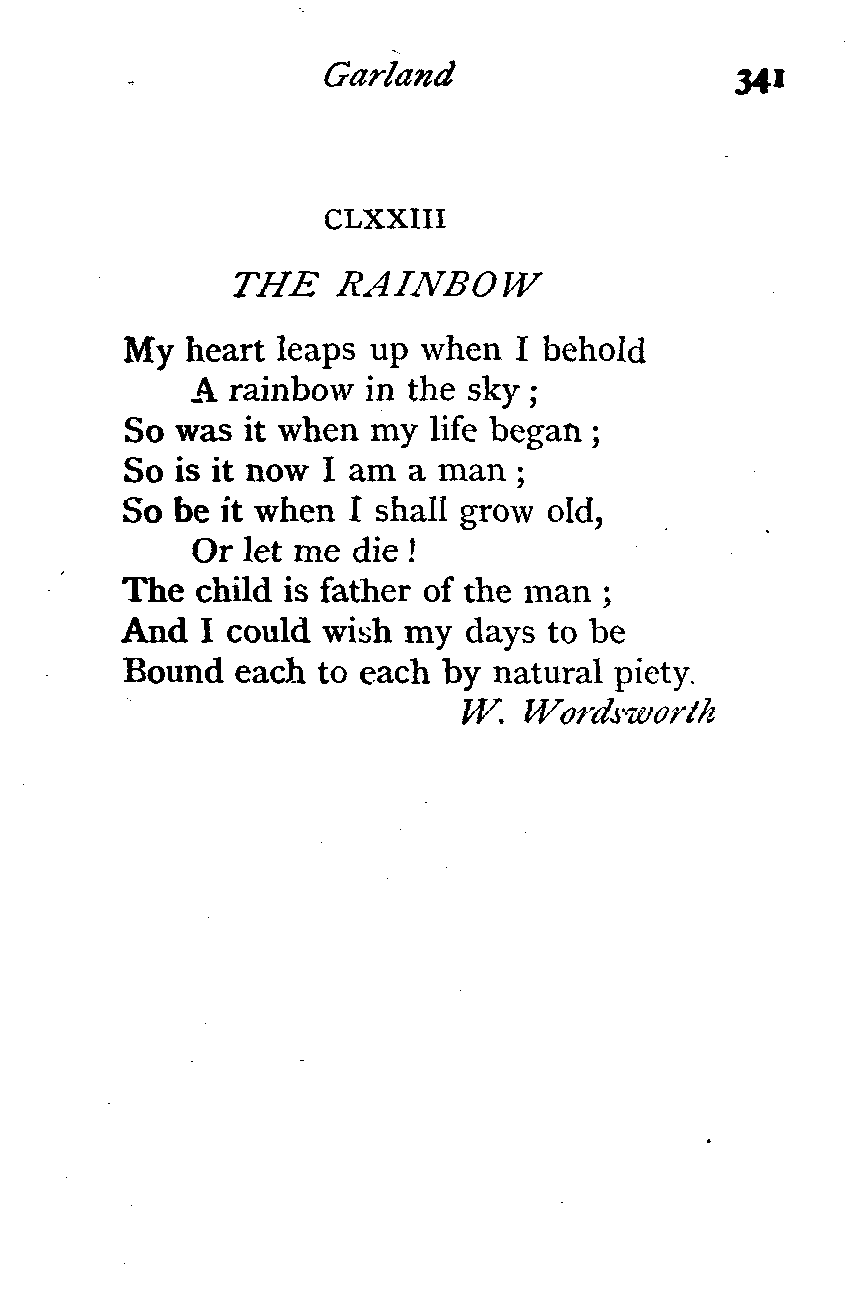 Garland 341
CLXXIII
THE RAINBOW
My heart leaps up when I behold
A rainbow in the sky ;
So was it when my life began ;
So is it now I am a man ;
So be it when I shall grow old,
Or let me die !
The child is father of the man ;
And I could wish my days to be
Bound each to each by natural piety.
W. Wordsworth